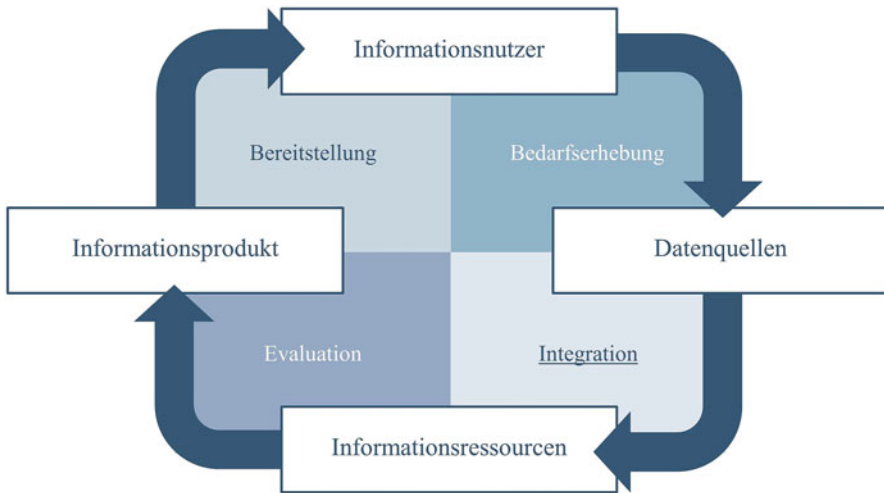 Informationsnutzer
Bereitstellung
Bedarfserhebung
Informationsprodukt
Datenquellen
Evaluation
Integration
Informationsressourcen